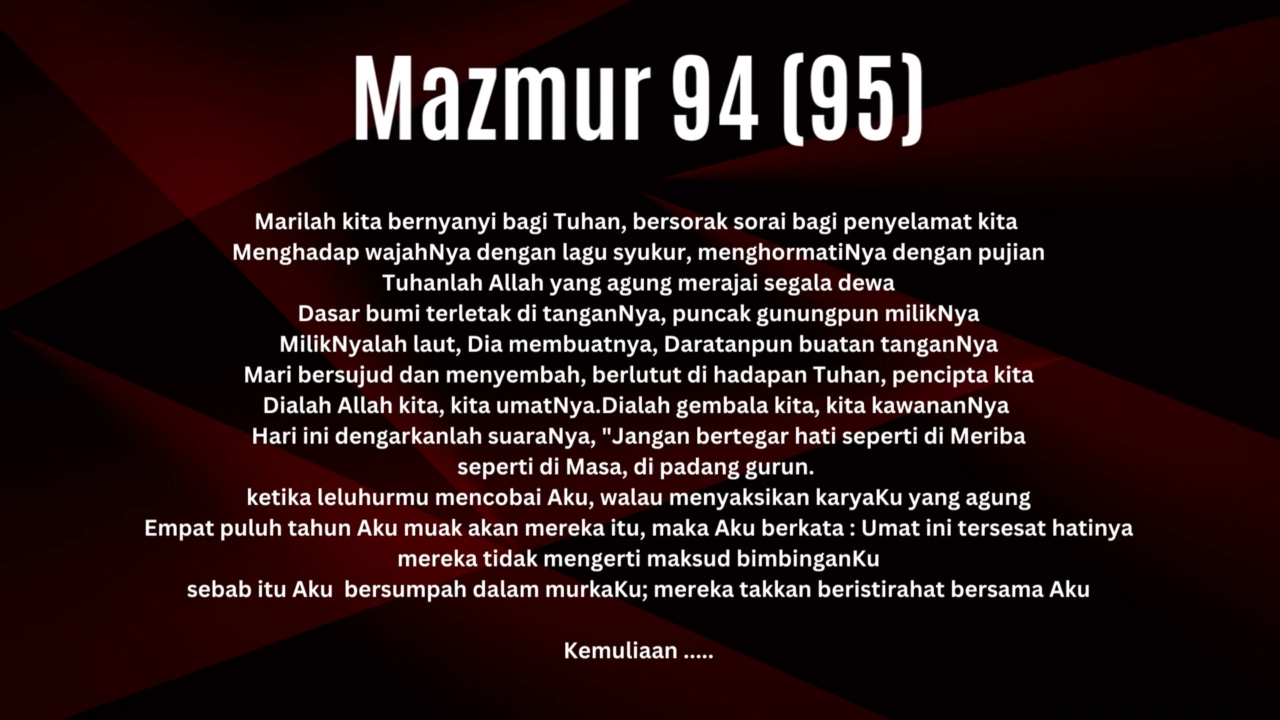 Mazmur 94 (95)
Marilah kita bernyanyi bagi Tuhan, bersorak sorai bagi penyelamat kita
Menghadap wajahNya dengan lagu syukur, menghormatiNya dengan pujian
Tuhanlah Allah yang agung merajai segala dewa
Dasar bumi terletak di tanganNya, puncak gunungpun milikNya
MilikNyalah laut, Dia membuatnya, Daratanpun buatan tanganNya
Mari bersujud dan menyembah, berlutut di hadapan Tuhan, pencipta kita
Dialah Allah kita, kita umatNya.Dialah gembala kita, kita kawananNya
Hari ini dengarkanlah suaraNya, "Jangan bertegar hati seperti di Meriba
seperti di Masa, di padang gurun.
ketika leluhurmu mencobai Aku, walau menyaksikan karyaKu yang agung
Empat puluh tahun Aku muak akan mereka itu, maka Aku berkata : Umat ini tersesat hatinya
mereka tidak mengerti maksud bimbinganKu
sebab itu Aku  bersumpah dalam murkaKu; mereka takkan beristirahat bersama Aku
Kemuliaan .....